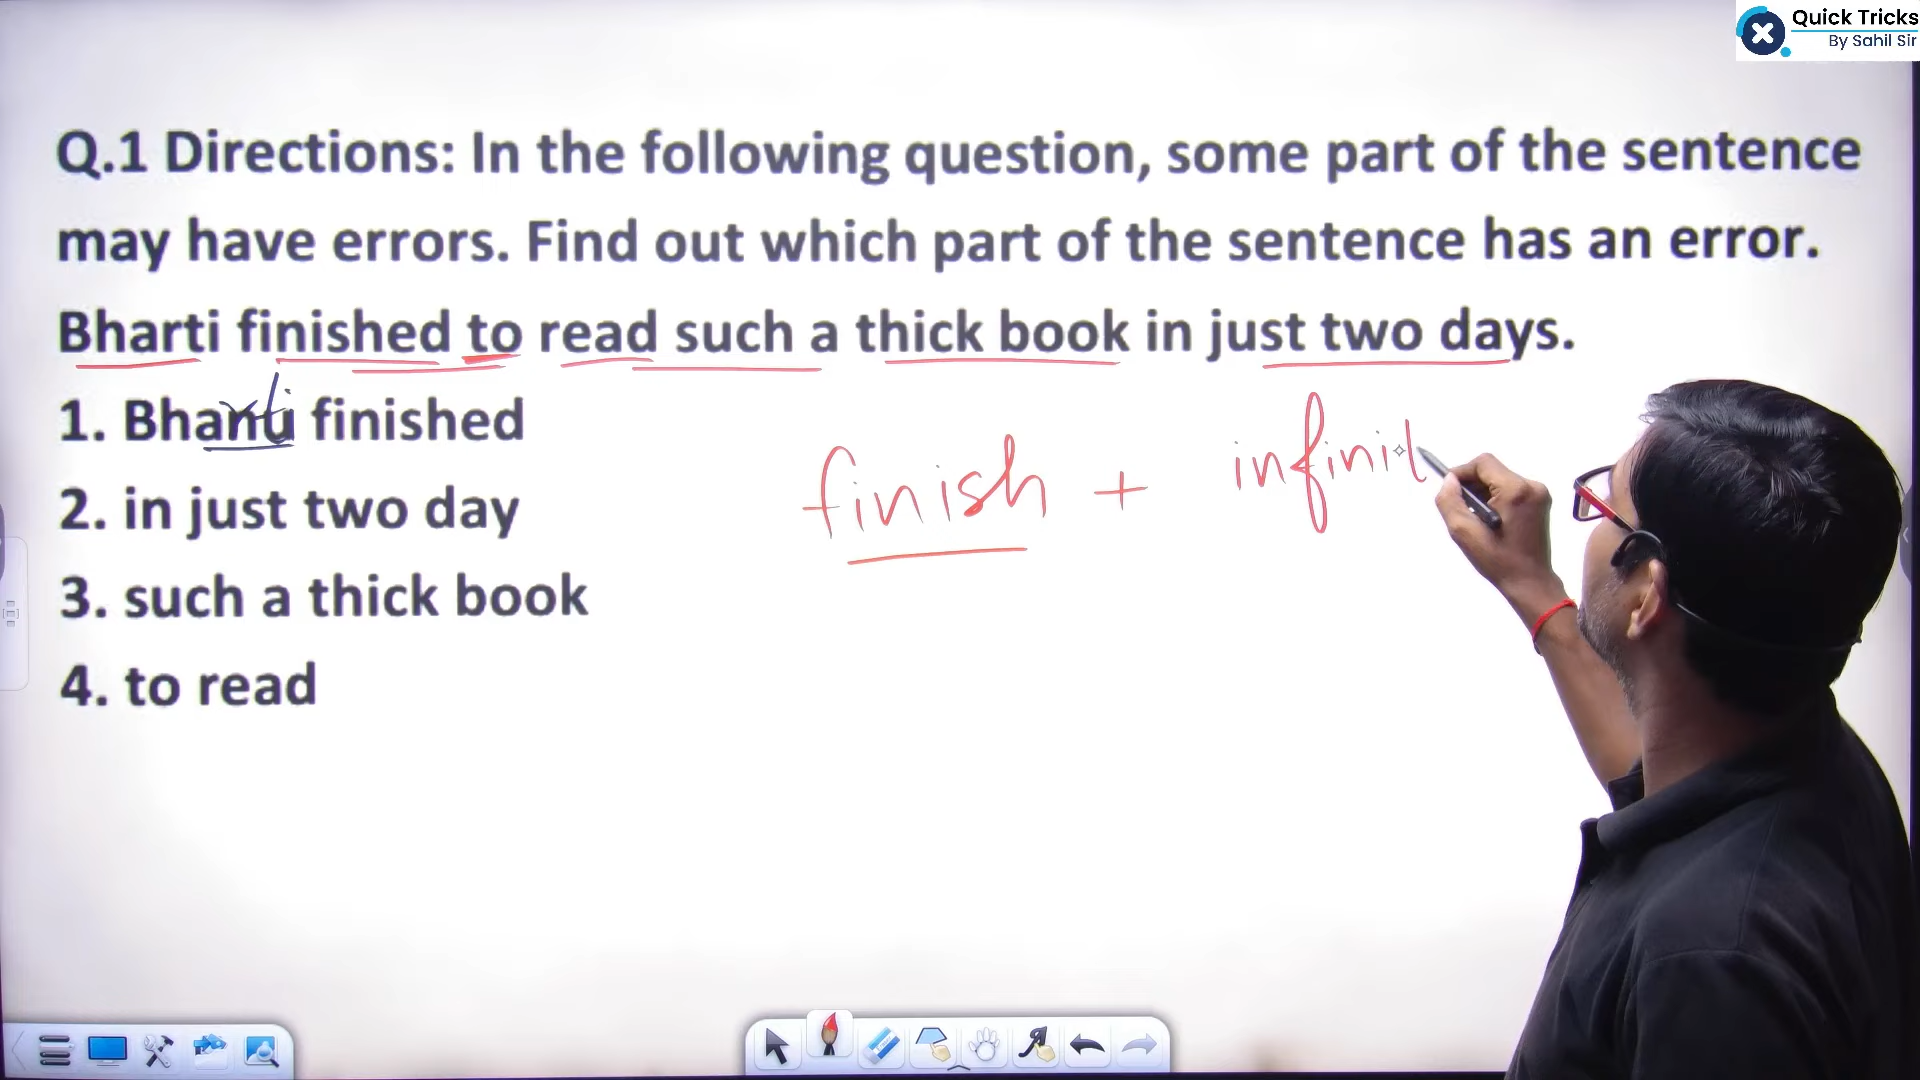 Quick Tricks
By Sahil Sir
Q.1 Directions: In the following question, some part of the sentence
may have errors. Find out which part of the sentence has an error.
Bharti finished to read such a thick book in just two days.
1. Bharti finished
2. in just two day
3. such a thick book
4. to read
finish + infinit